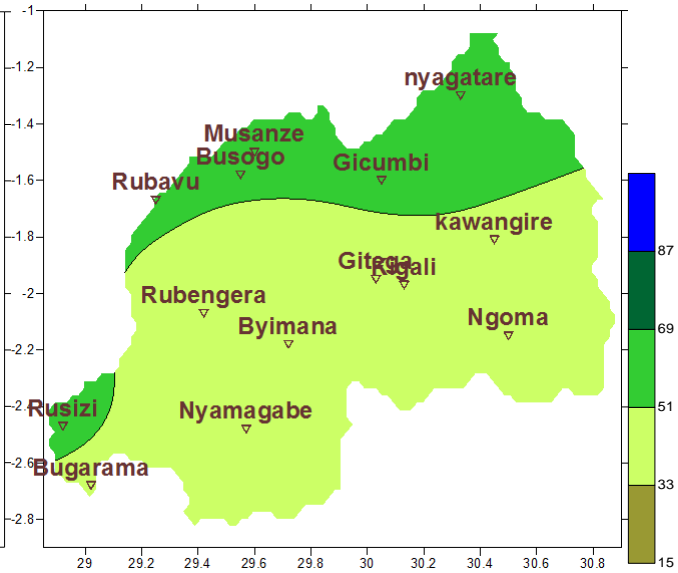 -1
-1.2
nyagatare
-1.4
Musanze
Busogo
Gicumbi
-1.6
Rubavu
kawangire
-1.8
Gitega
Kigali
87
-2
Rubengera
Ngoma
Byimana
69
-2.2
-2.4
Rusizi
Nyamagabe
51
-2.6
Bugarama
33
-2.8
15
29 29.2 29.4 29.6 29.8 30 30.2 30.4 30.6 30.8